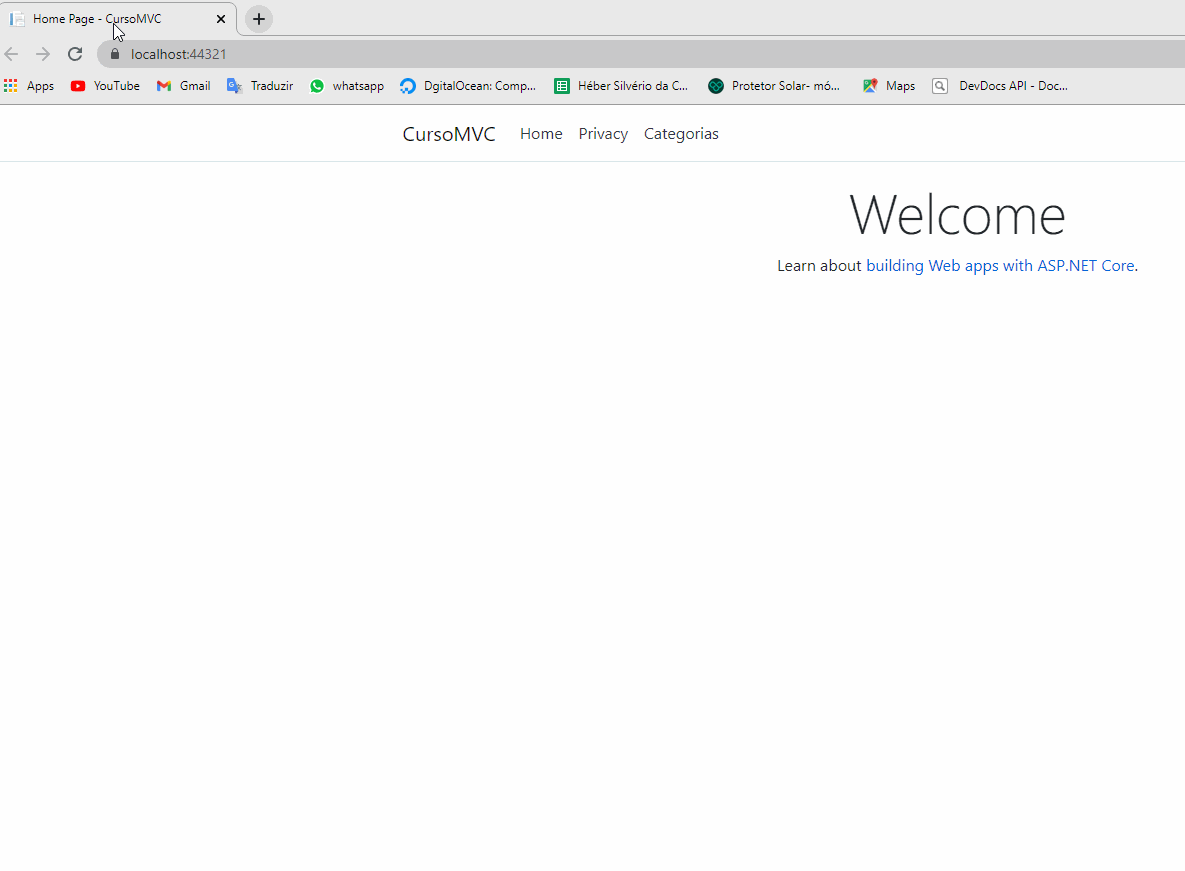 Home Page - CursoMVC
localhost:44321
Apps YouTube Gmail Traduzir whatsapp DgitalOcean: Comp... Héber Silvério da C... Protetor Solar- mó... Maps DevDocs API - Doc...
CursoMVC Home Privacy Categorias
Welcome
Learn about building Web apps with ASP.NET Core.